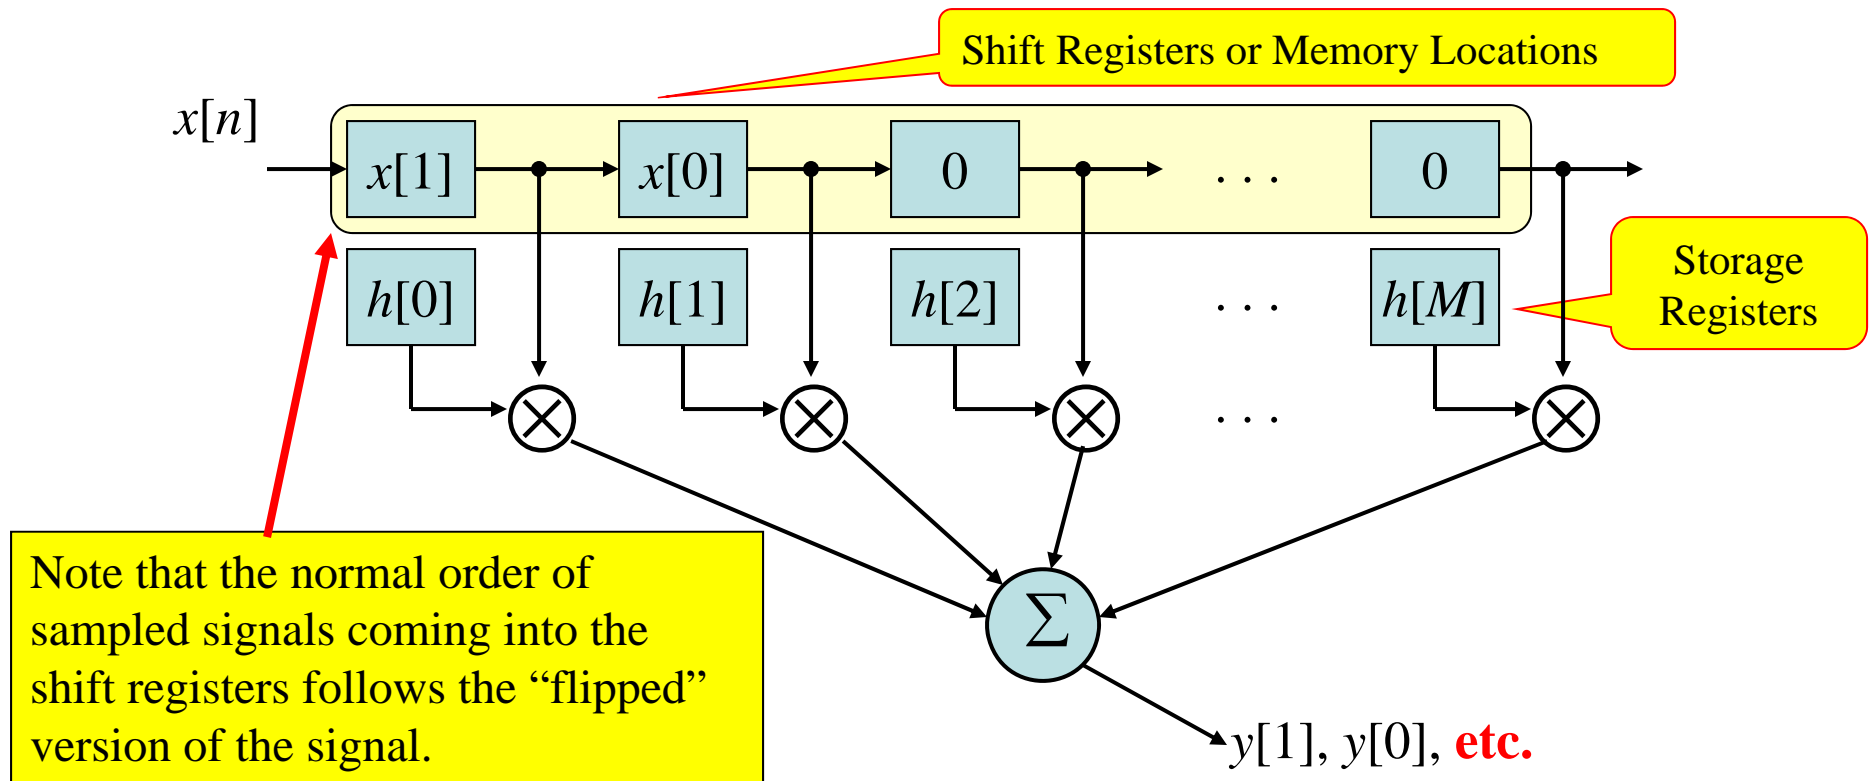 Shift Registers or Memory Locations
x[n]
x[1] x[0] 0 . . . 0
h[0] h[1] h[2] . . . h[M]
Storage
Registers
. . .
Σ
Note that the normal order of
sampled signals coming into the
shift registers follows the “flipped”
version of the signal.
y[1], y[0], etc.